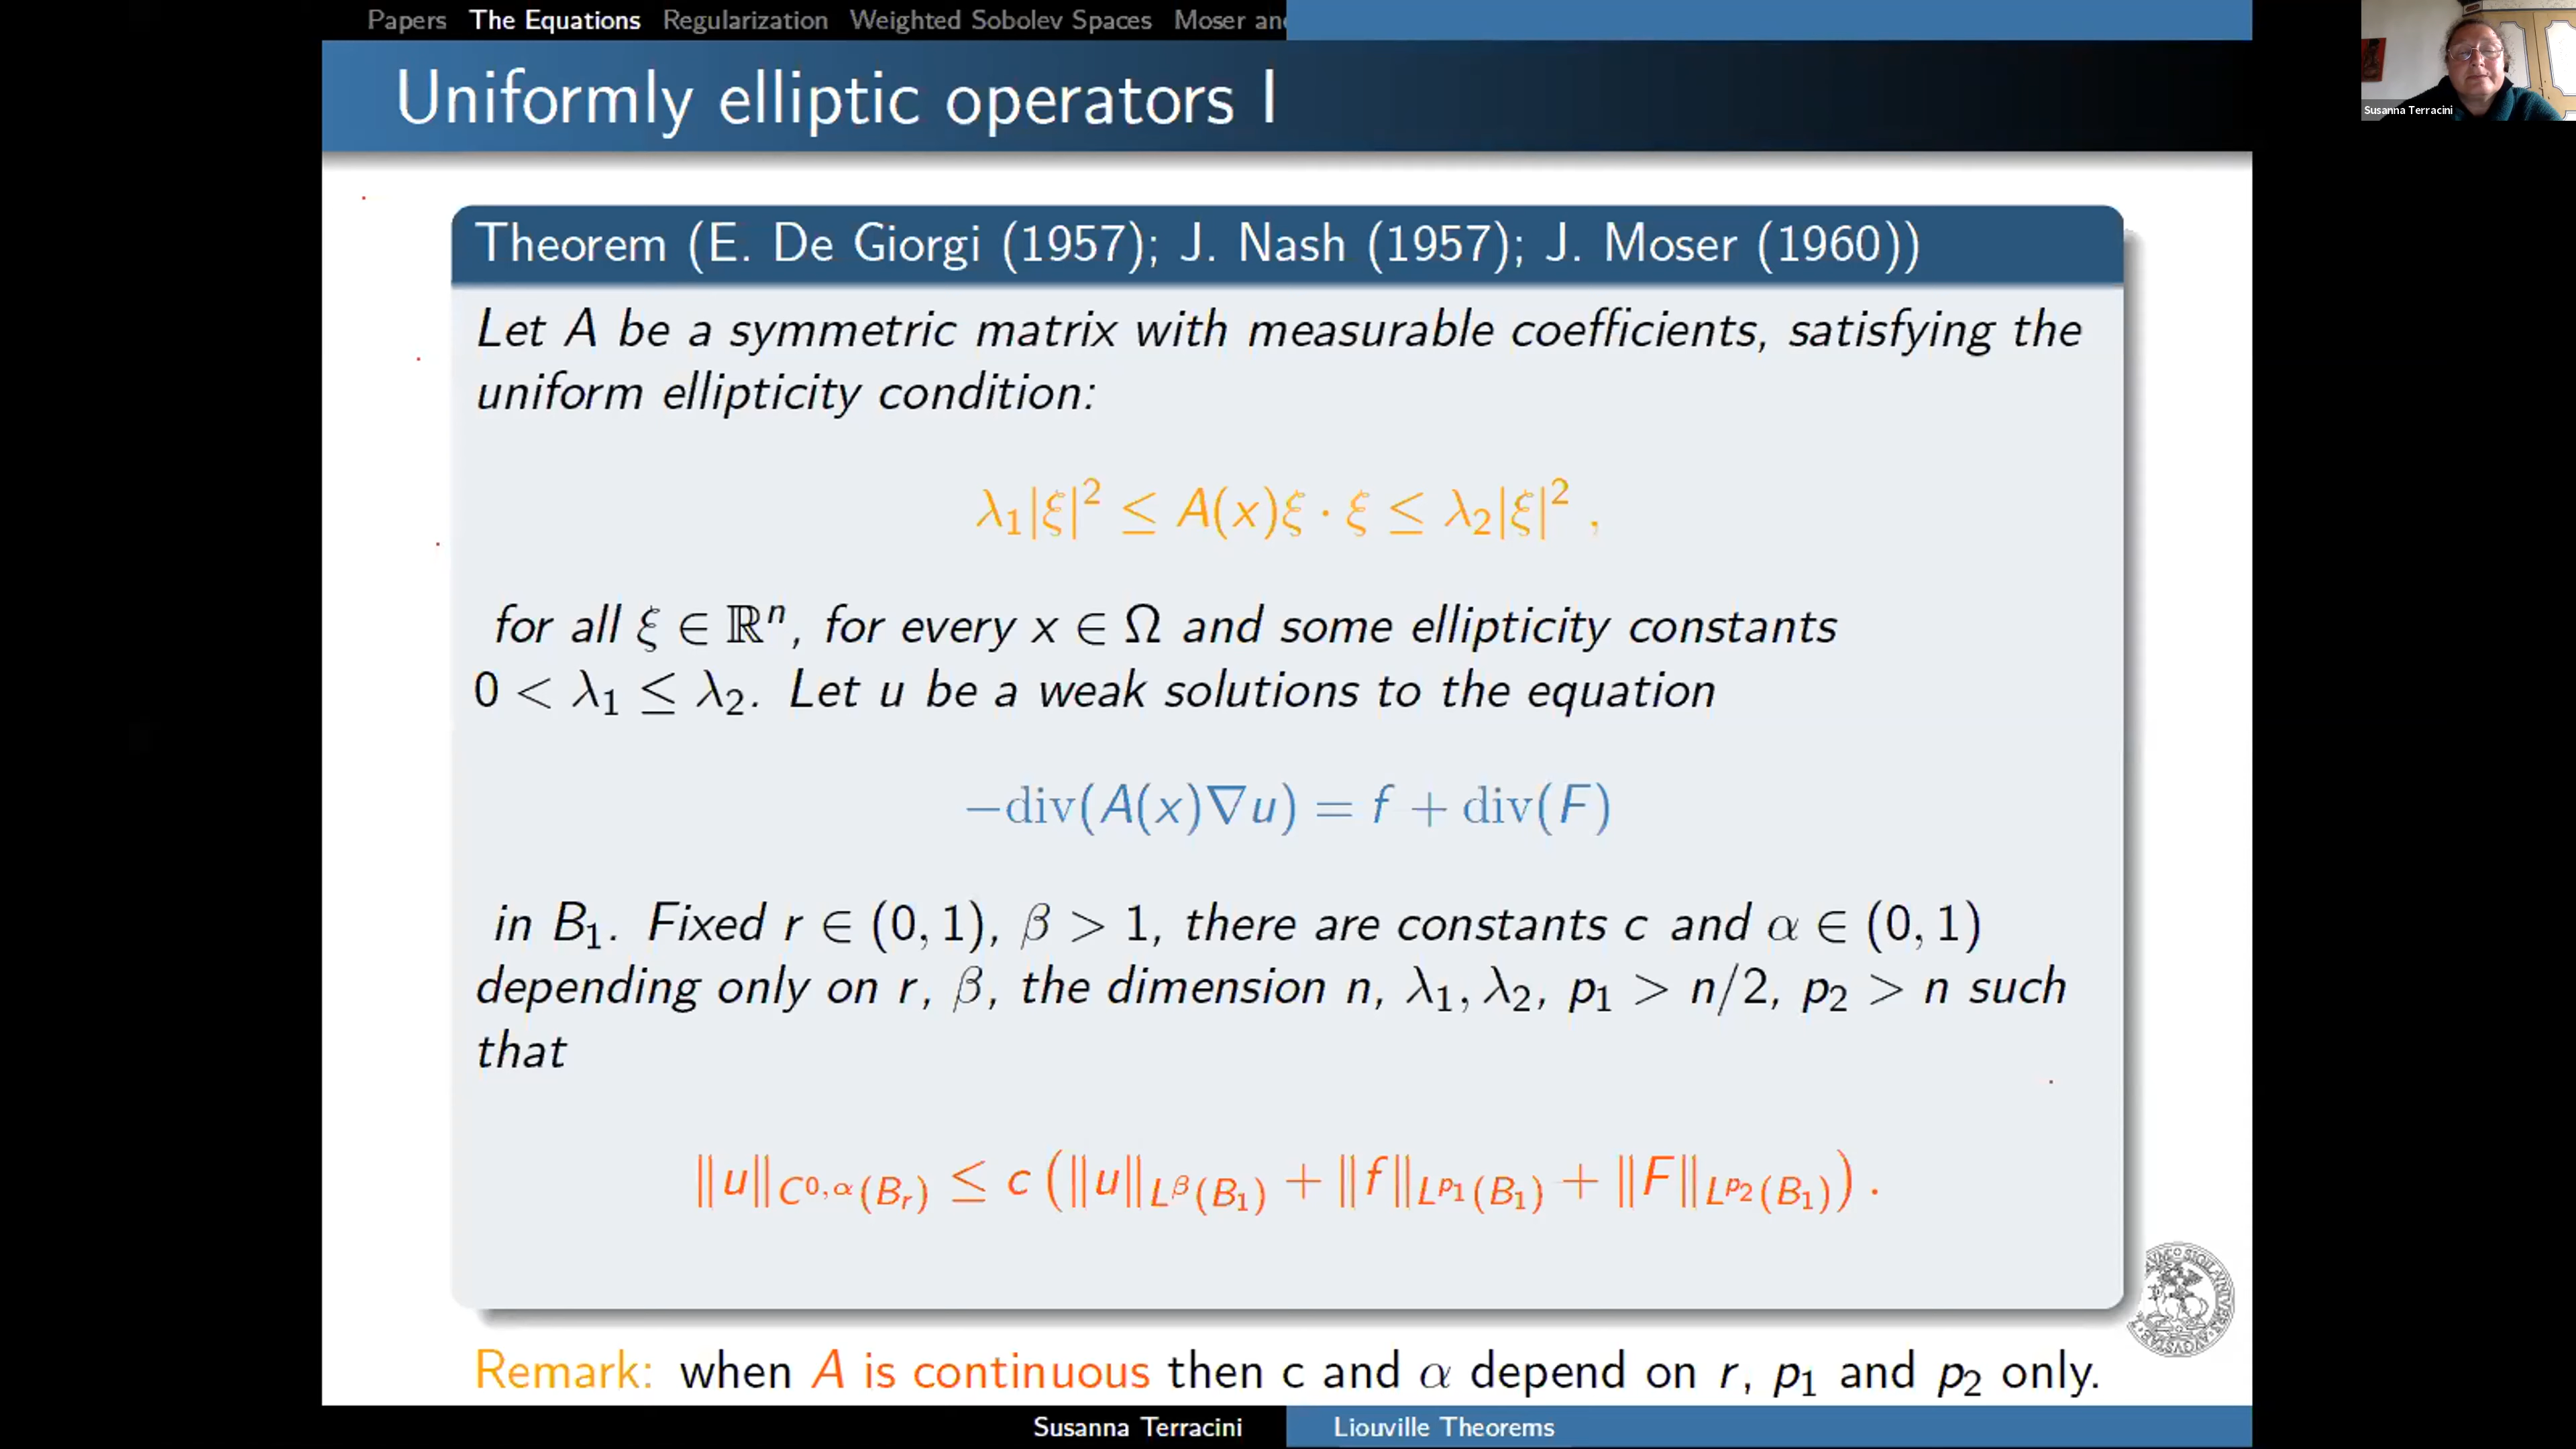 Papers The Equations Regularization Weighted Sobolev Spaces Moser and
Uniformly elliptic operators I
Susanna Terracini
Theorem (E. De Giorgi (1957); J. Nash (1957); J. Moser (1960))
Let A be a symmetric matrix with measurable coefficients, satisfying the
uniform ellipticity condition:
λ₁|ξ|² ≤ A(x)ξ · ξ ≤ λ₂|ξ|² ,
for all ξ ∈ ℝⁿ, for every x ∈ Ω and some ellipticity constants
0 < λ₁ ≤ λ₂. Let u be a weak solutions to the equation
−div(A(x)∇u) = f + div(F)
in B₁. Fixed r ∈ (0, 1), β > 1, there are constants c and α ∈ (0, 1)
depending only on r, β, the dimension n, λ₁, λ₂, p₁ > n/2, p₂ > n such
that
‖u‖_{C^{0,α}(B_r)} ≤ c (‖u‖_{L^β(B₁)} + ‖f‖_{L^{p₁}(B₁)} + ‖F‖_{L^{p₂}(B₁)}) .
Remark: when A is continuous then c and α depend on r, p₁ and p₂ only.
Susanna Terracini Liouville Theorems